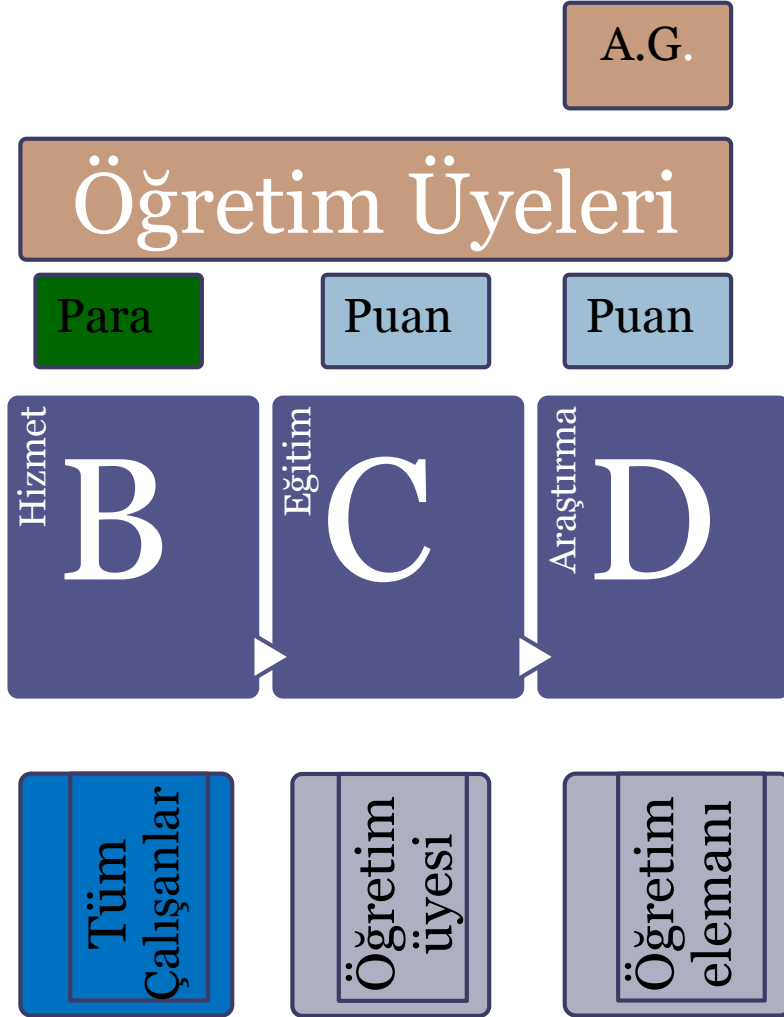 A.G.
Öğretim Üyeleri
Para
Puan
Puan
Hizmet
B
Eğitim
C
Araştırma
D
Tüm
Çalışanlar
Öğretim
üyesi
Öğretim
elemanı